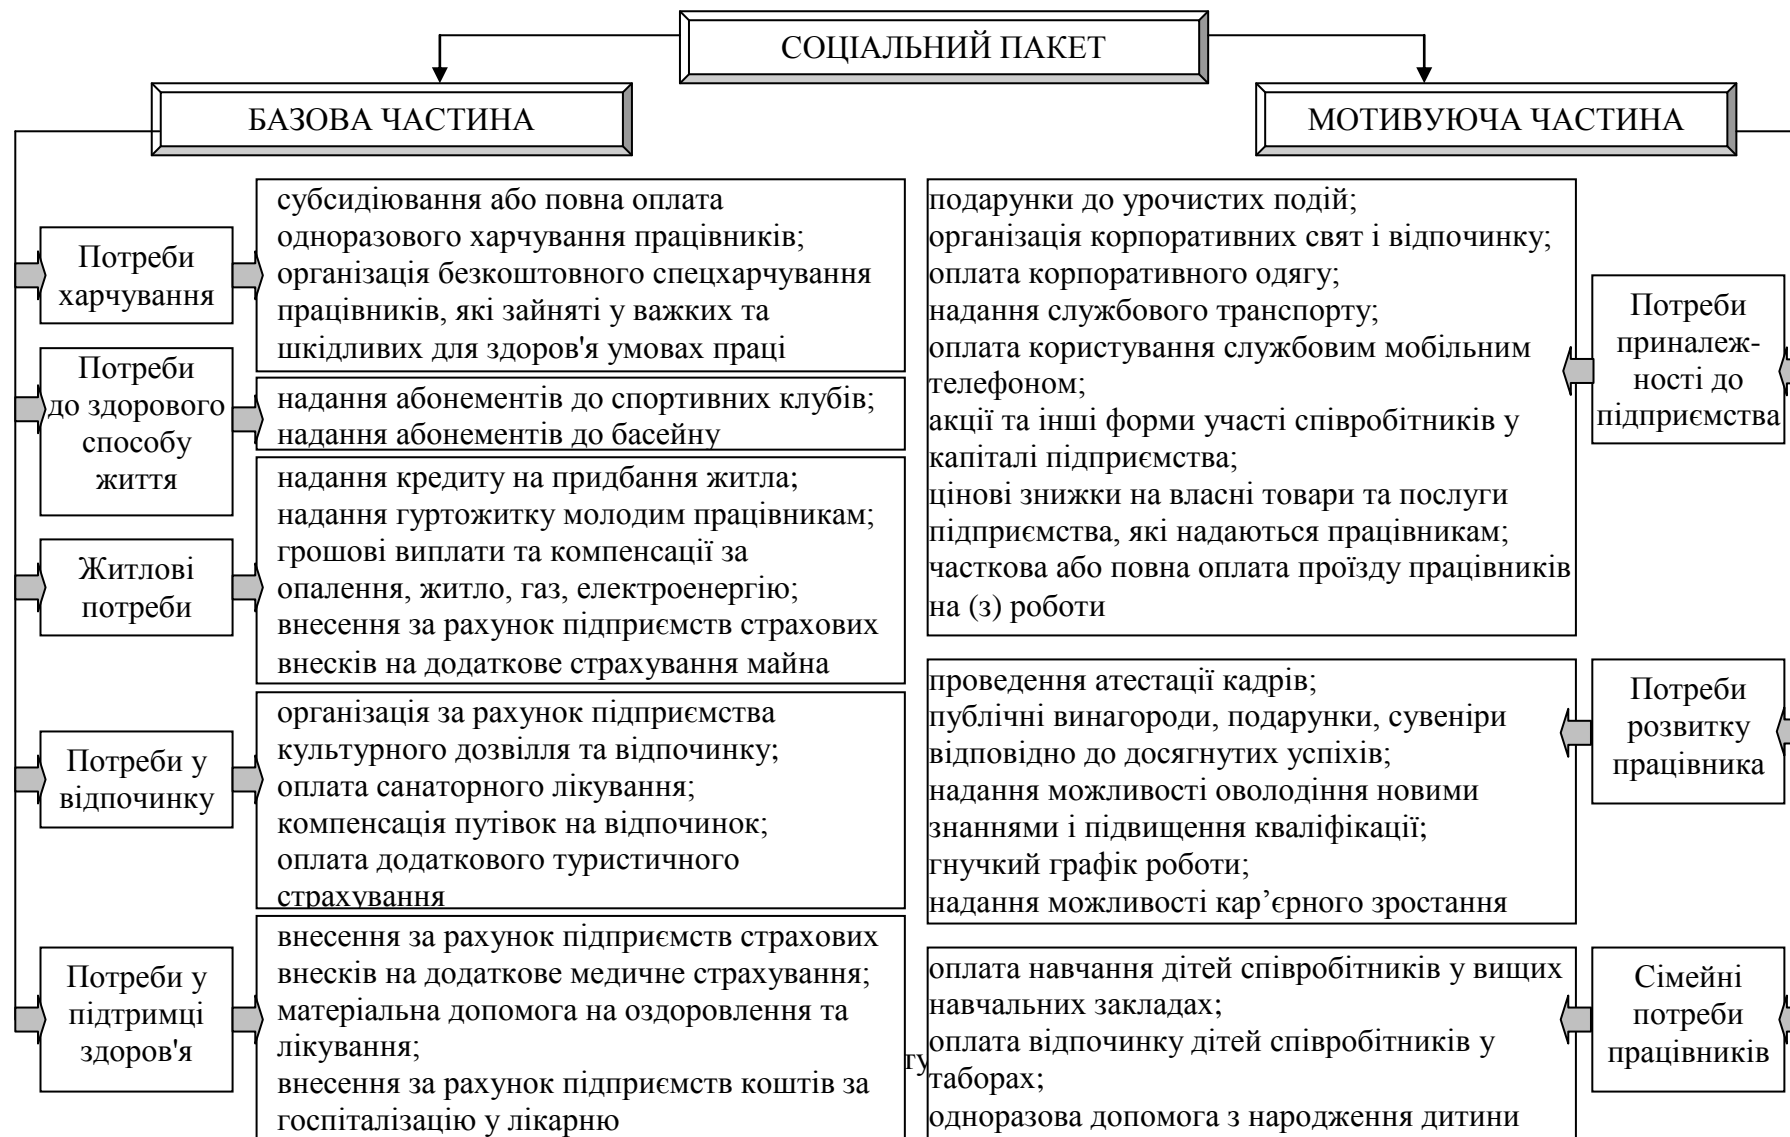 СОЦІАЛЬНИЙ ПАКЕТ
БАЗОВА ЧАСТИНА
МОТИВУЮЧА ЧАСТИНА
Потреби
харчування
субсидіювання або повна оплата
одноразового харчування працівників;
організація безкоштовного спецхарчування
працівників, які зайняті у важких та
шкідливих для здоров'я умовах праці
Потреби
до здорового
способу
життя
надання абонементів до спортивних клубів;
надання абонементів до басейну
Житлові
потреби
надання кредиту на придбання житла;
надання гуртожитку молодим працівникам;
грошові виплати та компенсації за
опалення, житло, газ, електроенергію;
внесення за рахунок підприємств страхових
внесків на додаткове страхування майна
Потреби у
відпочинку
організація за рахунок підприємства
культурного дозвілля та відпочинку;
оплата санаторного лікування;
компенсація путівок на відпочинок;
оплата додаткового туристичного
страхування
Потреби у
підтримці
здоров'я
внесення за рахунок підприємств страхових
внесків на додаткове медичне страхування;
матеріальна допомога на оздоровлення та
лікування;
внесення за рахунок підприємств коштів за
госпіталізацію у лікарню
подарунки до урочистих подій;
організація корпоративних свят і відпочинку;
оплата корпоративного одягу;
надання службового транспорту;
оплата користування службовим мобільним
телефоном;
акції та інші форми участі співробітників у
капіталі підприємства;
цінові знижки на власні товари та послуги
підприємства, які надаються працівникам;
часткова або повна оплата проїзду працівників
на (з) роботи
Потреби
приналеж-
ності до
підприємства
проведення атестації кадрів;
публічні винагороди, подарунки, сувеніри
відповідно до досягнутих успіхів;
надання можливості оволодіння новими
знаннями і підвищення кваліфікації;
гнучкий графік роботи;
надання можливості кар’єрного зростання
Потреби
розвитку
працівника
оплата навчання дітей співробітників у вищих
навчальних закладах;
оплата відпочинку дітей співробітників у
таборах;
одноразова допомога з народження дитини
Сімейні
потреби
працівників